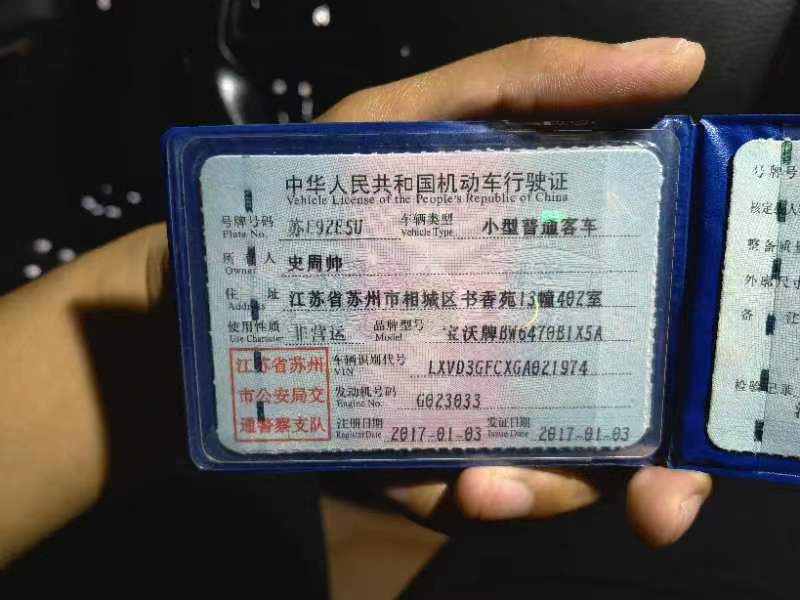 中华人民共和国机动车行驶证
Vehicle License of the People's Republic of China
号牌号码 Plate No. 苏E92E5U 车辆类型 Vehicle Type 小型普通客车
所有人 Owner 史周帅
住址 Address 江苏省苏州市相城区书香苑13幢402室
使用性质 Use Character 非营运 品牌型号 Model 宝沃牌BW6470B1X5A
江苏省苏州市公安局交通警察支队
车辆识别代号 VIN LXVD3GFCXGA021974
发动机号码 Engine No. G023033
注册日期 Register Date 2017-01-03 发证日期 Issue Date 2017-01-03
号牌号
核定
整备质
外廓尺
备
检验记录